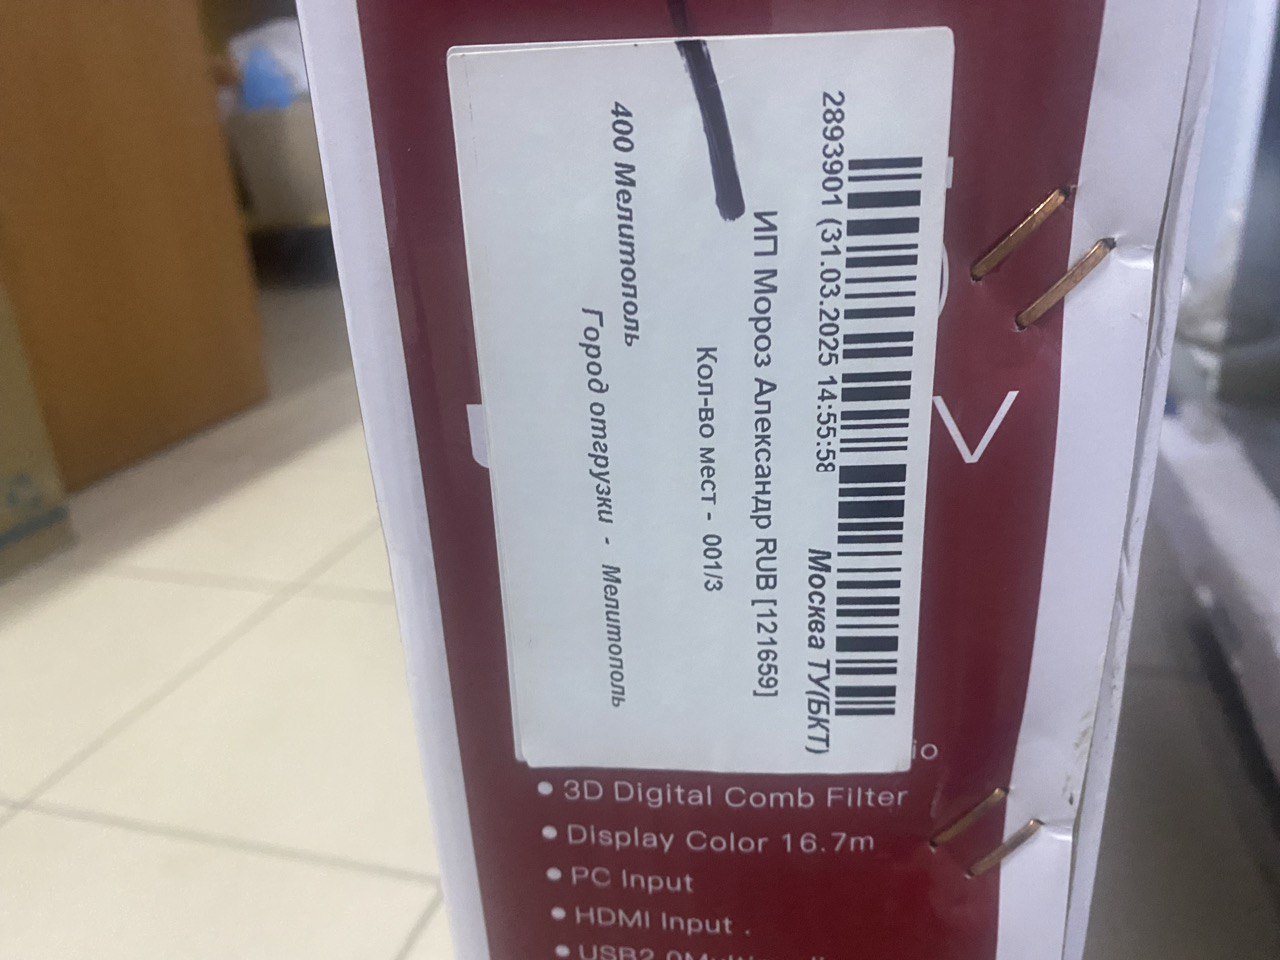 2893901 (31.03.2025 14:55:58 Москва ТУ(БКТ)
ИП Мороз Александр RUB [121659]
Кол-во мест - 001/3
400 Мелитополь
Город отгрузки - Мелитополь
V
• 3D Digital Comb Filter
• Display Color 16.7m
• PC Input
• HDMI Input .